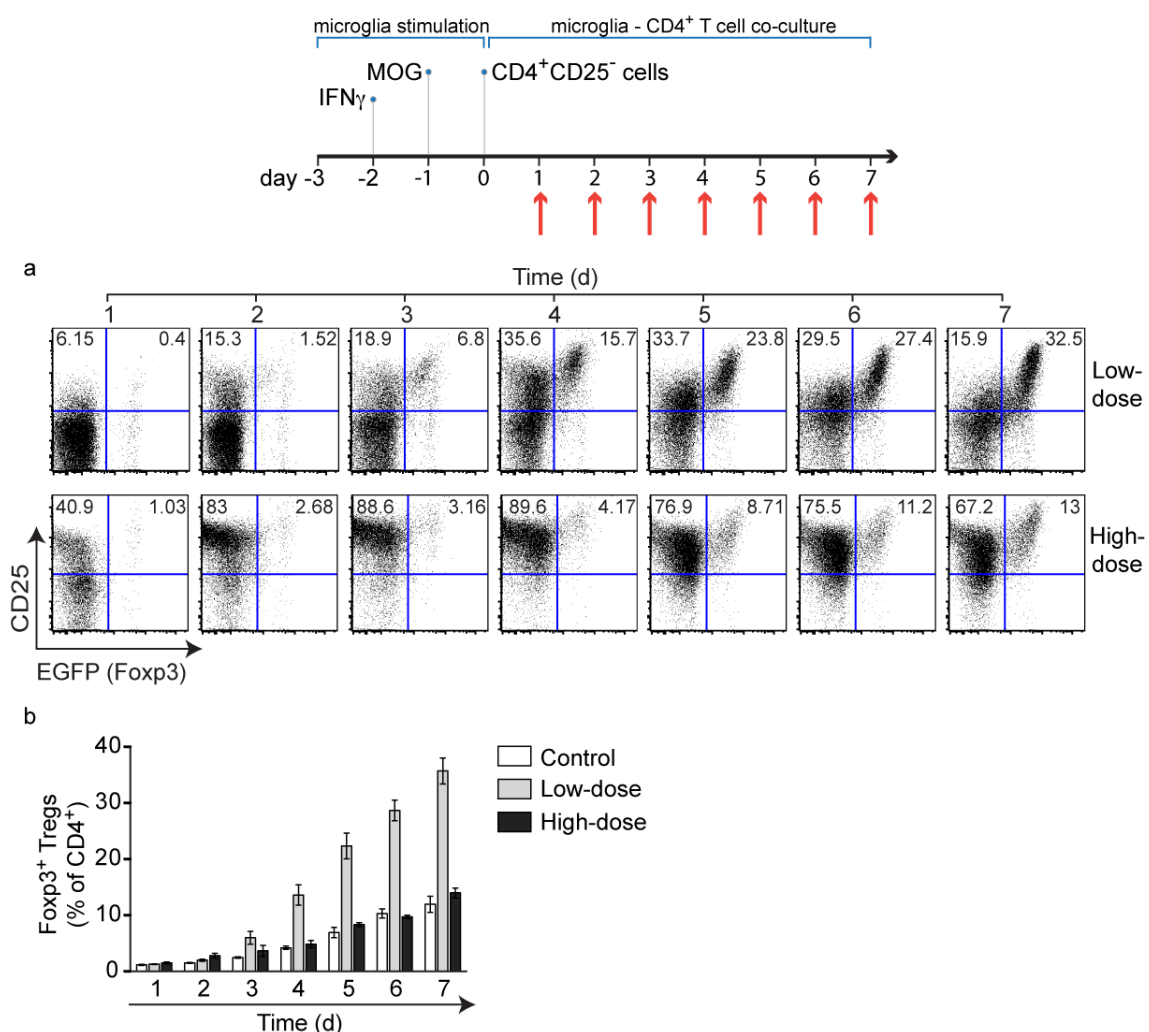 microglia stimulation microglia - CD4+ T cell co-culture
MOG CD4+CD25- cells
IFNγ
day -3 -2 -1 0 1 2 3 4 5 6 7
a
Time (d)
1 2 3 4 5 6 7
6.15 0.4 15.3 1.52 18.9 6.8 35.6 15.7 33.7 23.8 29.5 27.4 15.9 32.5
Low-
dose
40.9 1.03 83 2.68 88.6 3.16 89.6 4.17 76.9 8.71 75.5 11.2 67.2 13
High-
dose
CD25
EGFP (Foxp3)
b
40
30
20
10
0
Foxp3+ Tregs
(% of CD4+)
Control
Low-dose
High-dose
1 2 3 4 5 6 7
Time (d)